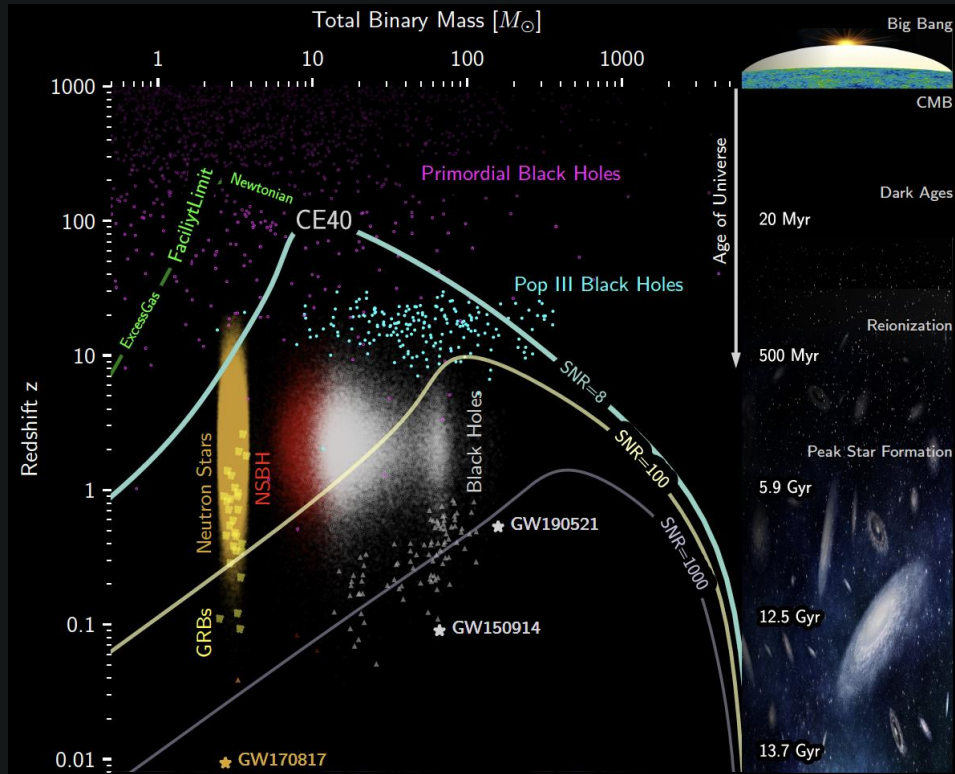 Total Binary Mass [M⊙]
1
10
100
1000
Big Bang
CMB
1000
100
10
1
0.1
0.01
Redshift z
FaciliytLimit
Newtonian
ExcessGas
CE40
Primordial Black Holes
Pop III Black Holes
Age of Universe
Dark Ages
20 Myr
Reionization
500 Myr
Peak Star Formation
5.9 Gyr
12.5 Gyr
13.7 Gyr
SNR=8
SNR=100
SNR=1000
Neutron Stars
NSBH
Black Holes
GRBs
GW190521
GW150914
GW170817